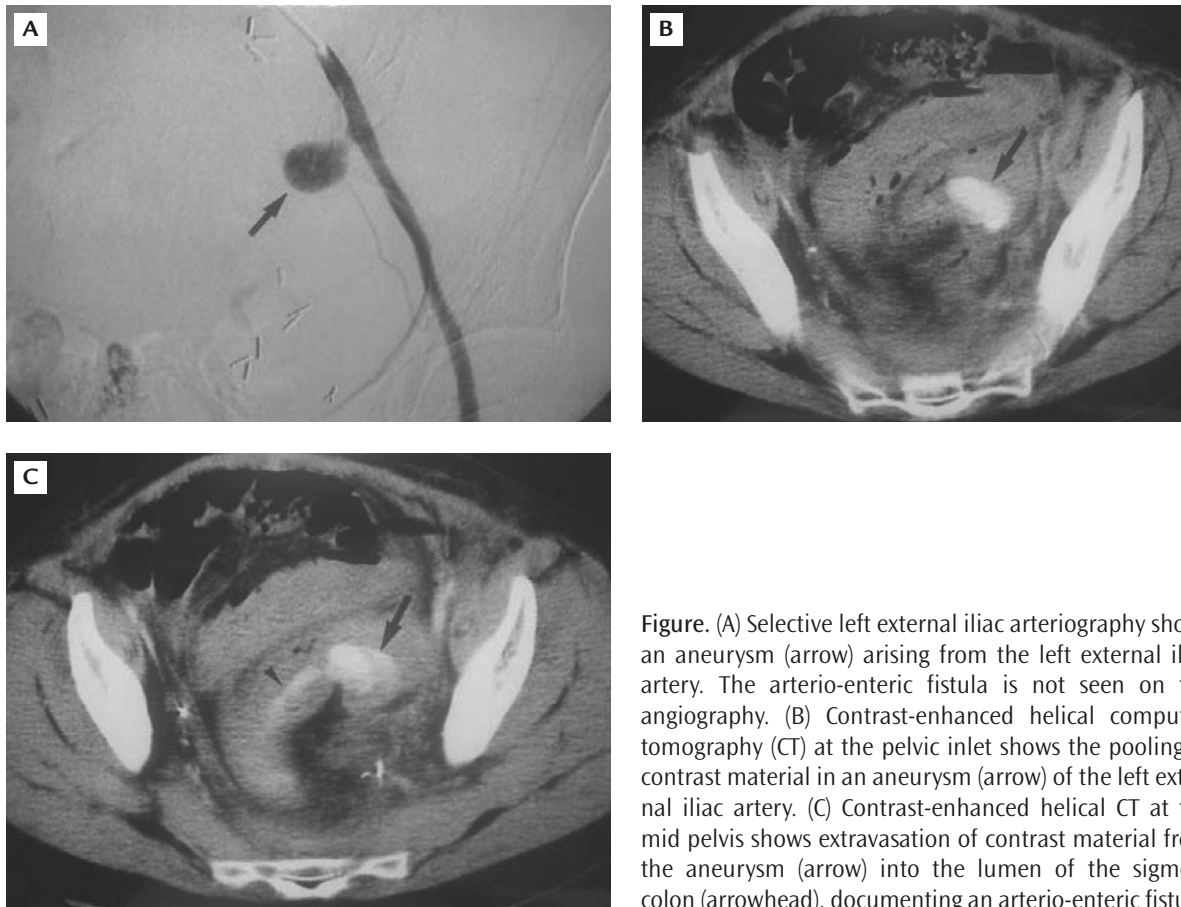 A
B
C
Figure. (A) Selective left external iliac arteriography sho
an aneurysm (arrow) arising from the left external ili
artery. The arterio-enteric fistula is not seen on t
angiography. (B) Contrast-enhanced helical comput
tomography (CT) at the pelvic inlet shows the pooling
contrast material in an aneurysm (arrow) of the left exte
nal iliac artery. (C) Contrast-enhanced helical CT at t
mid pelvis shows extravasation of contrast material fro
the aneurysm (arrow) into the lumen of the sigm
colon (arrowhead), documenting an arterio-enteric fistu